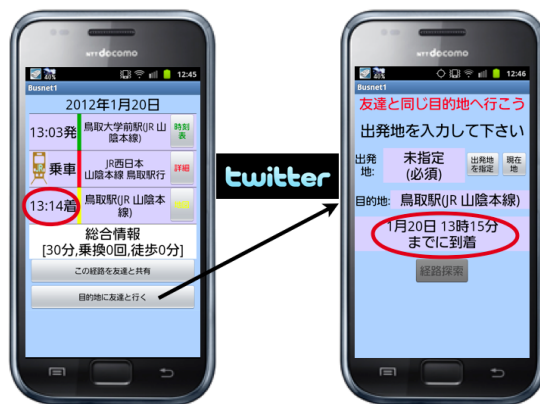 NTT docomo
12:45
Busnet1
2012年1月20日
13:03発
鳥取大学前駅(JR 山
陰本線)
時刻
表
乗車
JR西日本
山陰本線 鳥取駅行
詳細
13:14着
鳥取駅(JR 山陰本
線)
総合情報
[30分,乗換0回,徒歩0分]
この経路を友達と共有
目的地に友達と行く
twitter
NTT docomo
12:46
Busnet1
友達と同じ目的地へ行こう
出発地を入力して下さい
出発
地:
未指定
(必須)
出発地
を指定
現在
地
目的地:
鳥取駅(JR 山陰本線)
1月20日 13時15分
までに到着
経路探索